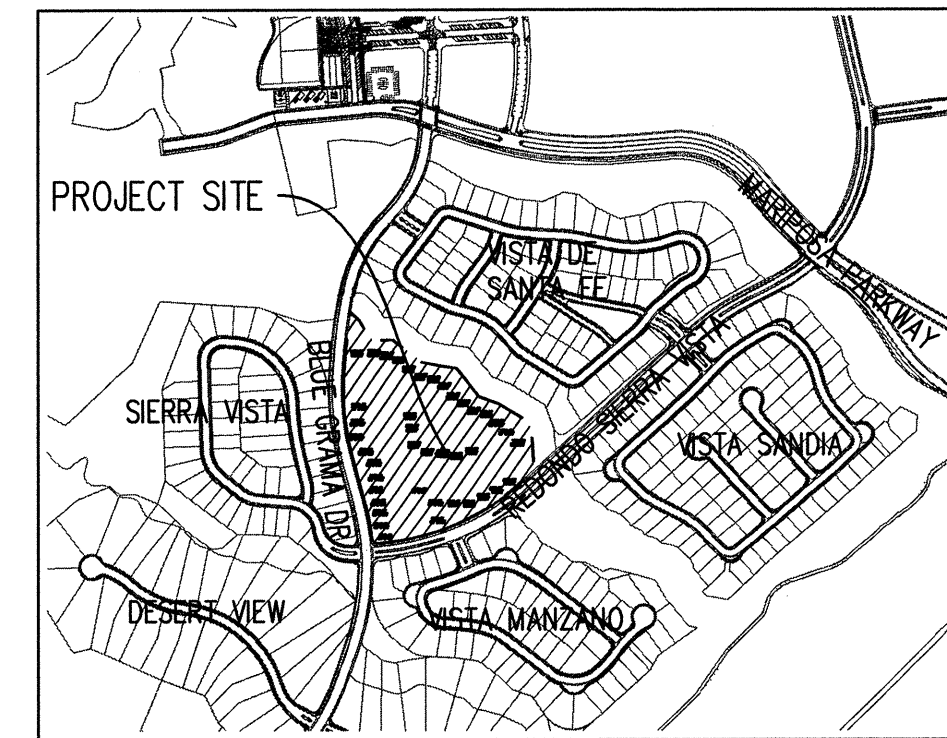 PROJECT SITE
MARIPOSA PARKWAY
VISTA DE
SANTA FE
BLUE GRAMA DR
REDONDO SIERRA VISTA
SIERRA VISTA
VISTA SANDIA
DESERT VIEW
VISTA MANZANO